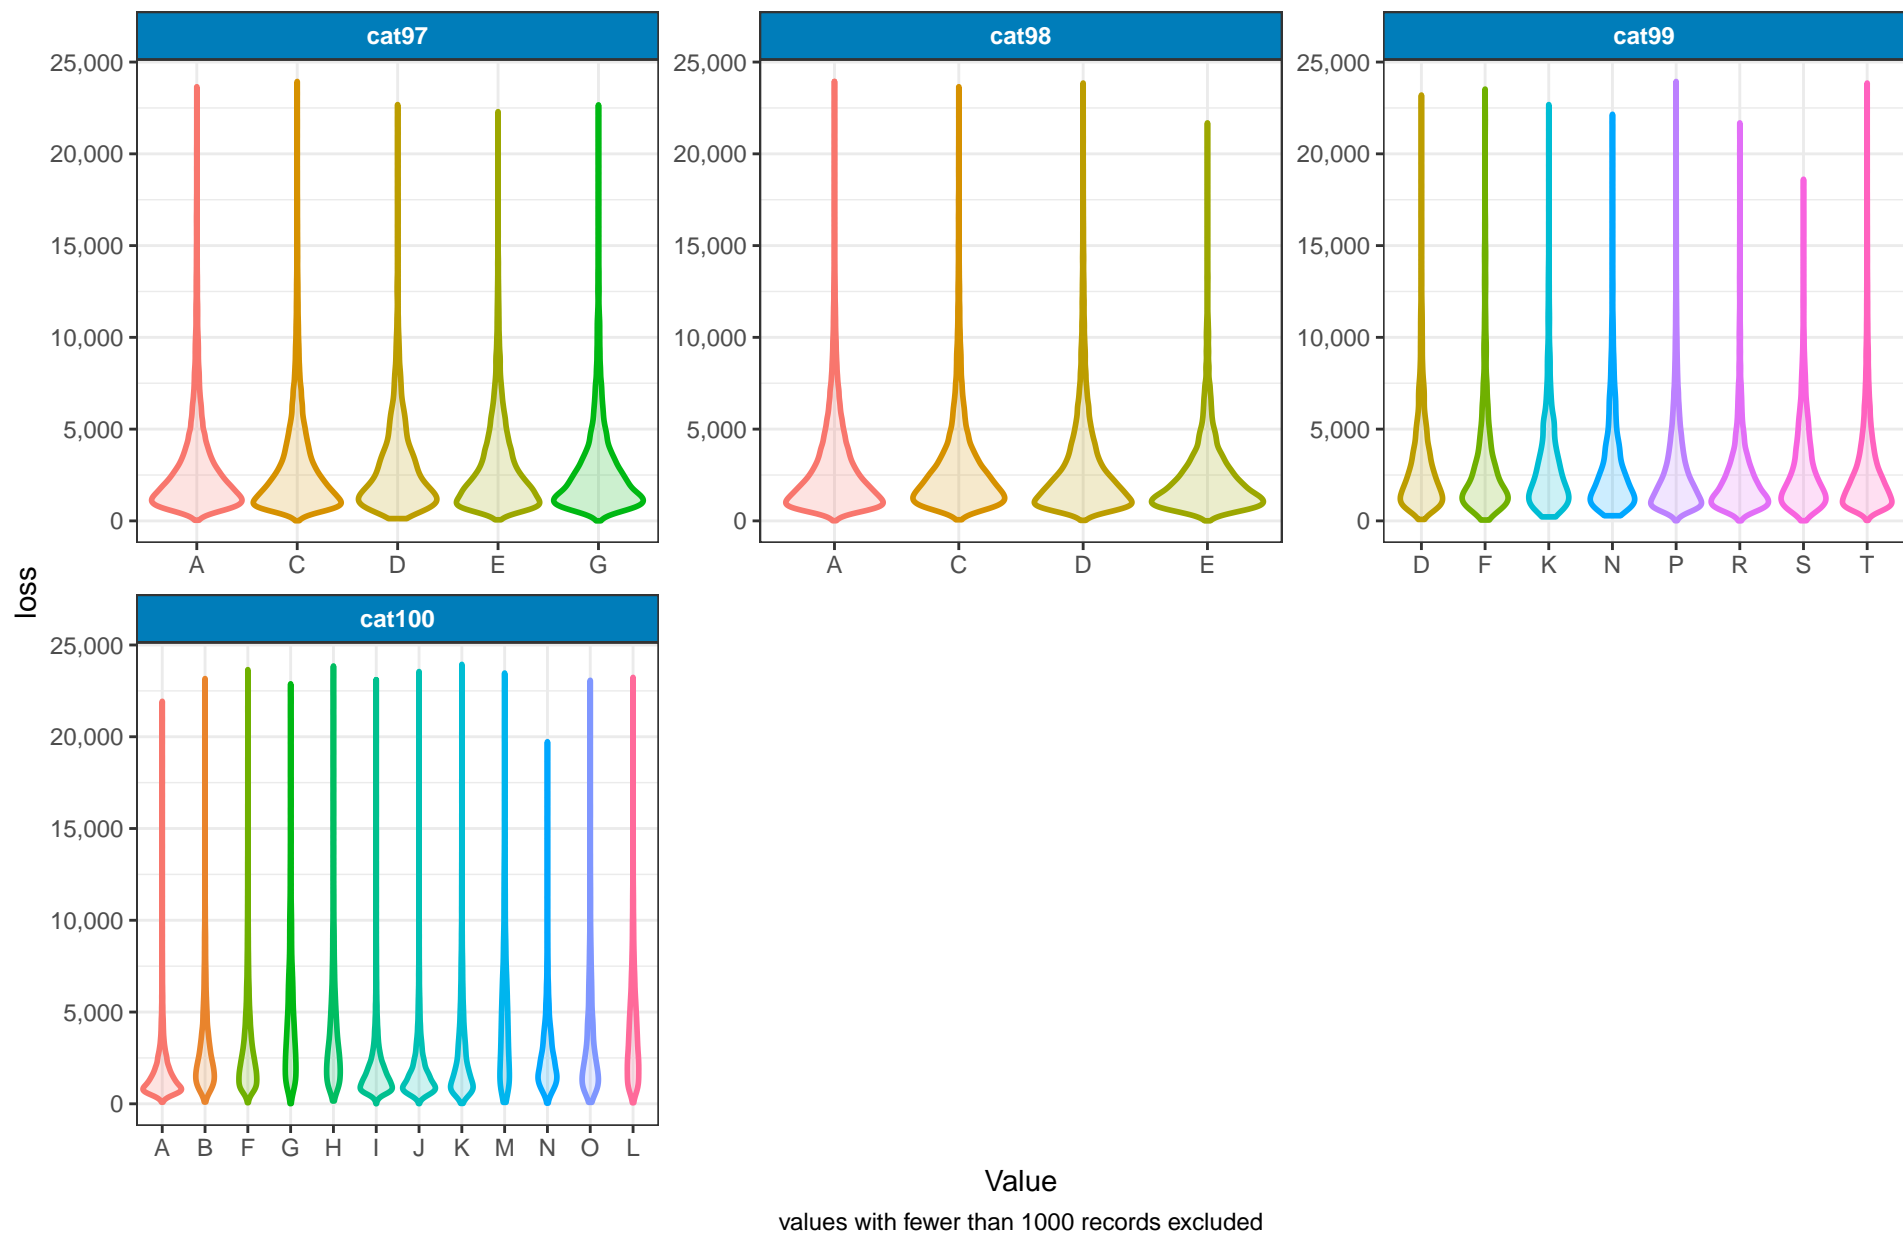 cat97 cat98 cat99
25,000 25,000 25,000
20,000 20,000 20,000
15,000 15,000 15,000
10,000 10,000 10,000
5,000 5,000 5,000
0 0 0
A C D E G A C D E D F K N P R S T
loss
cat100
25,000
20,000
15,000
10,000
5,000
0
A B F G H I J K M N O L
Value
values with fewer than 1000 records excluded